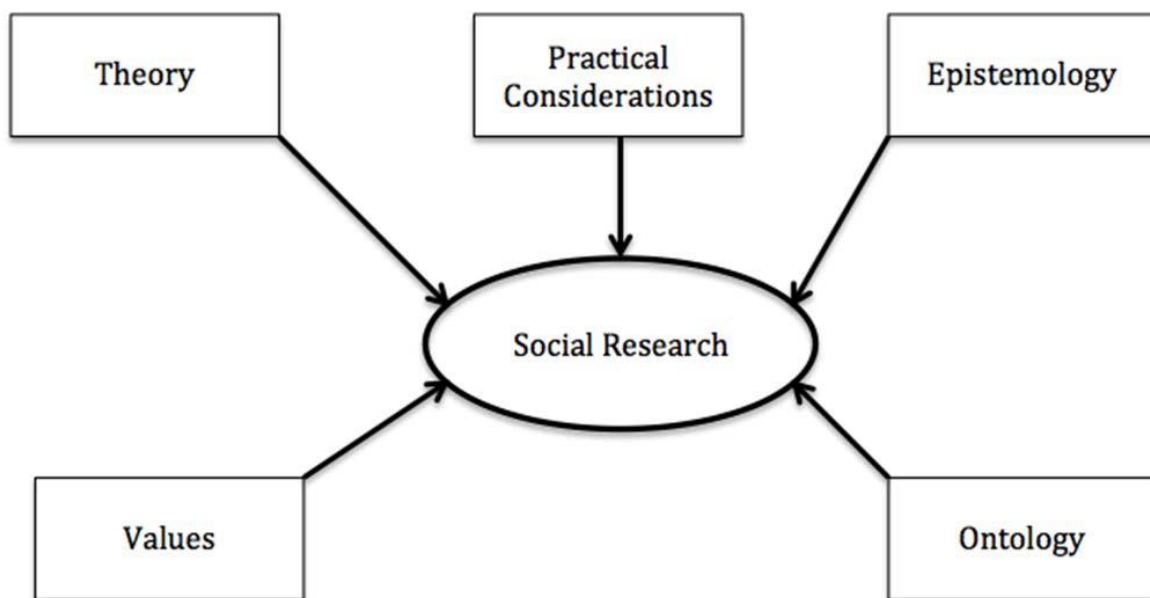 Theory
Practical
Considerations
Epistemology
Social Research
Values
Ontology